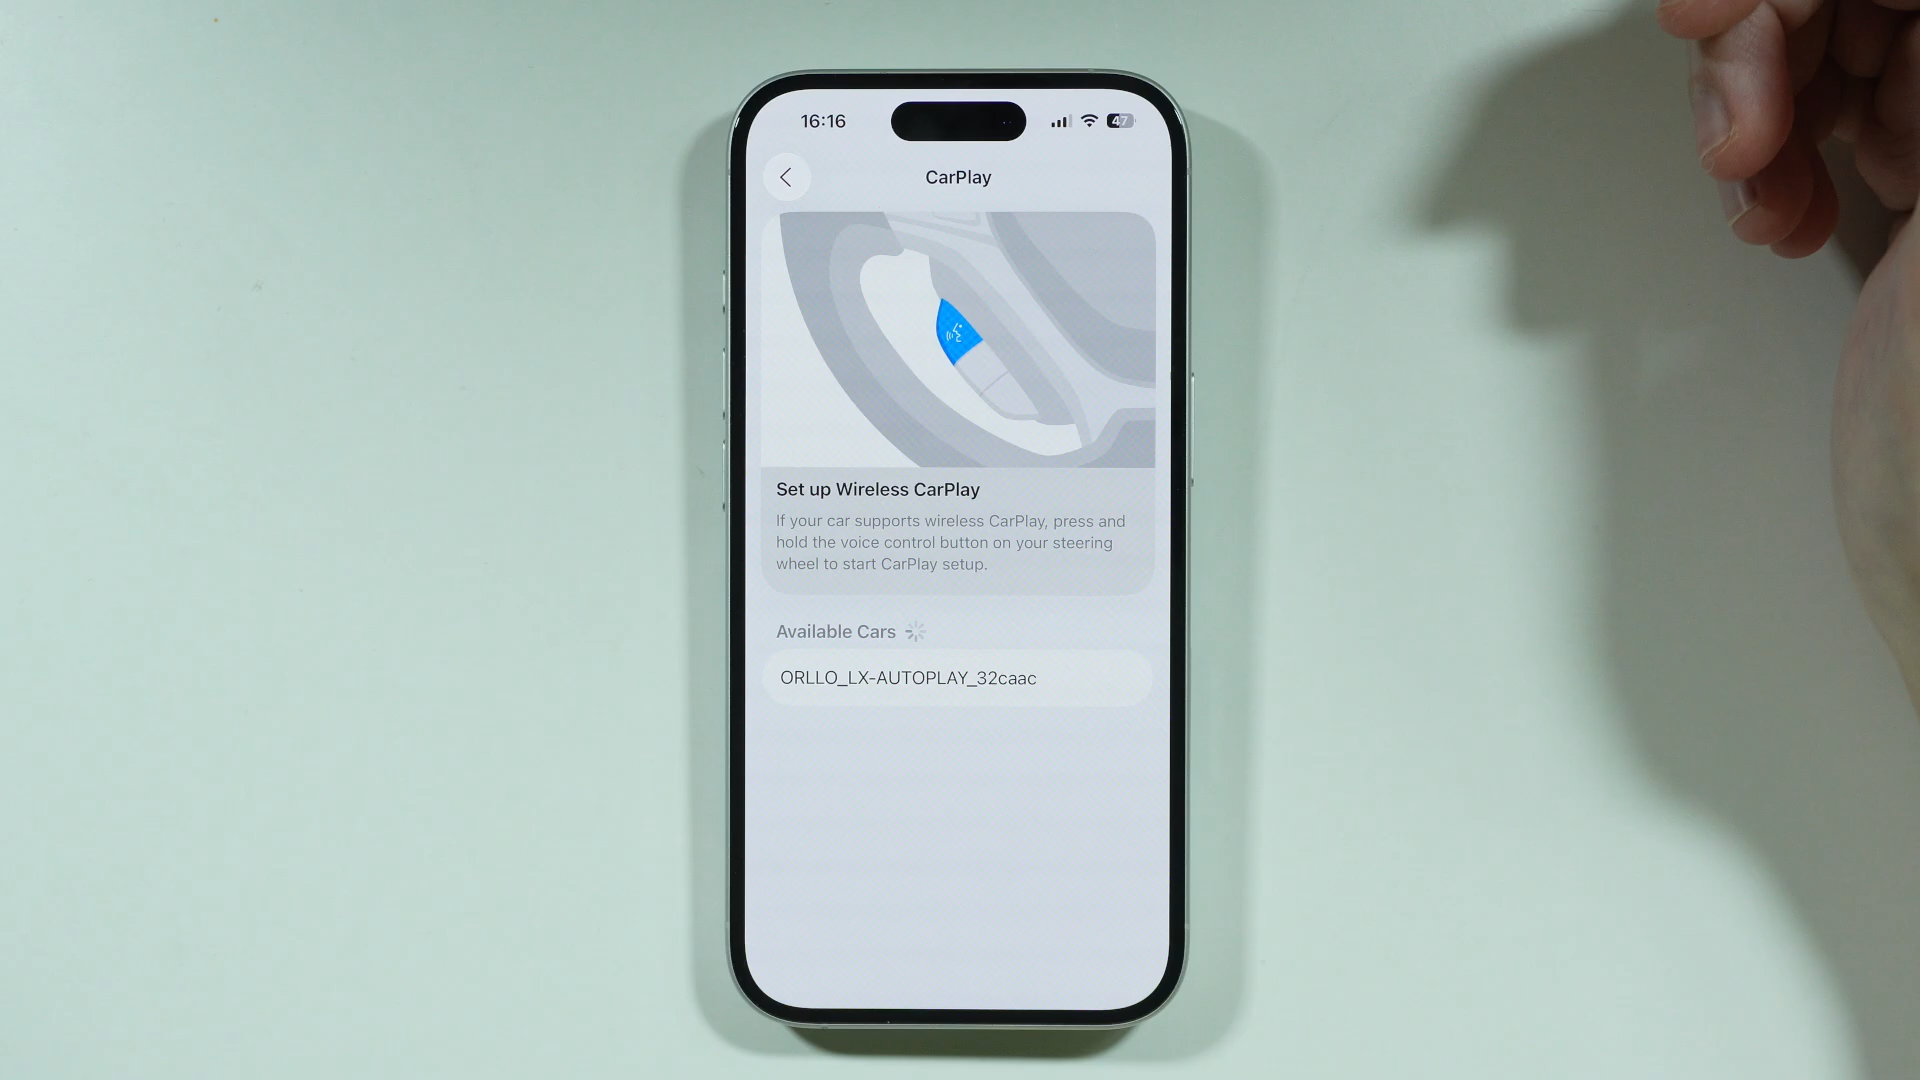 16:16
47
CarPlay
Set up Wireless CarPlay
If your car supports wireless CarPlay, press and
hold the voice control button on your steering
wheel to start CarPlay setup.
Available Cars
ORLLO_LX-AUTOPLAY_32caac